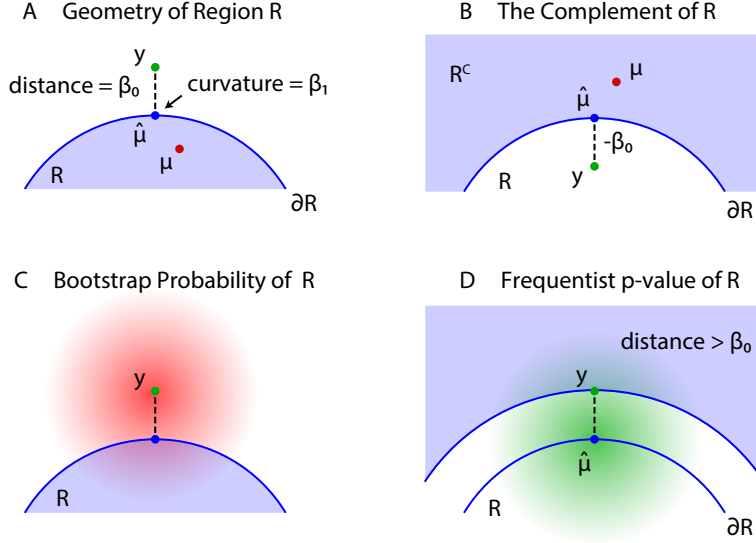 A Geometry of Region R
y
distance = β₀
curvature = β₁
μ̂
μ
R
∂R
B The Complement of R
Rᶜ
μ
μ̂
-β₀
R
y
∂R
C Bootstrap Probability of R
y
R
D Frequentist p-value of R
distance > β₀
y
μ̂
R
∂R